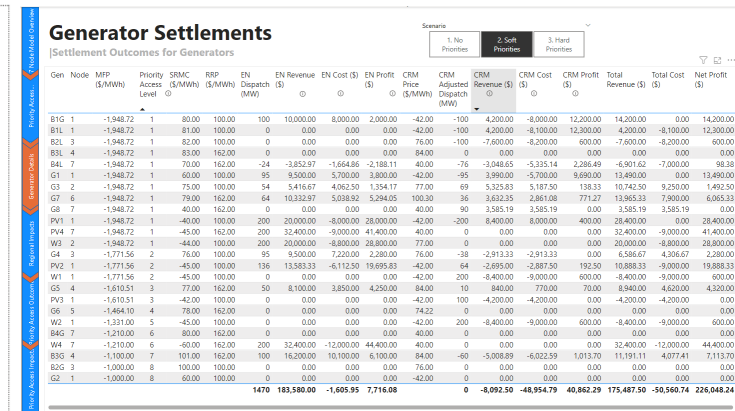 Generator Settlements
|Settlement Outcomes for Generators
Scenario
1. No Priorities
2. Soft Priorities
3. Hard Priorities
? Node Model Overview
Priority Access...
Generator Details
Regional Impacts
Priority Access Outcom
Priority Access Impact...
Gen Node MFP ($/MWh) Priority Access Level SRMC ($/MWh) RRP ($/MWh) EN Dispatch (MW) EN Revenue ($) EN Cost ($) EN Profit ($) CRM Price ($/MWh) CRM Adjusted Dispatch (MW) CRM Revenue ($) CRM Cost ($) CRM Profit ($) Total Revenue ($) Total Cost ($) Net Profit ($)
B1G 1 -1,948.72 1 80.00 100.00 100 10,000.00 8,000.00 2,000.00 -42.00 -100 4,200.00 -8,000.00 12,200.00 14,200.00 0.00 14,200.00
B1L 1 -1,948.72 1 81.00 100.00 0 0.00 0.00 0.00 -42.00 -100 4,200.00 -8,100.00 12,300.00 4,200.00 -8,100.00 12,300.00
B2L 3 -1,948.72 1 82.00 100.00 0 0.00 0.00 0.00 76.00 -100 -7,600.00 -8,200.00 600.00 -7,600.00 -8,200.00 600.00
B3L 4 -1,948.72 1 83.00 162.00 0 0.00 0.00 0.00 84.00 0 0.00 0.00 0.00 0.00 0.00 0.00
B4L 7 -1,948.72 1 70.00 162.00 -24 -3,852.97 -1,664.86 -2,188.11 40.00 -76 -3,048.65 -5,335.14 2,286.49 -6,901.62 -7,000.00 98.38
G1 1 -1,948.72 1 60.00 100.00 95 9,500.00 5,700.00 3,800.00 -42.00 -95 3,990.00 -5,700.00 9,690.00 13,490.00 0.00 13,490.00
G3 2 -1,948.72 1 75.00 100.00 54 5,416.67 4,062.50 1,354.17 77.00 69 5,325.83 5,187.50 138.33 10,742.50 9,250.00 1,492.50
G7 6 -1,948.72 1 79.00 162.00 64 10,332.97 5,038.92 5,294.05 100.30 36 3,632.35 2,861.08 771.27 13,965.33 7,900.00 6,065.33
G8 7 -1,948.72 1 40.00 162.00 0 0.00 0.00 0.00 40.00 90 3,585.19 3,585.19 0.00 3,585.19 3,585.19 0.00
PV1 1 -1,948.72 1 -40.00 100.00 200 20,000.00 -8,000.00 28,000.00 -42.00 -200 8,400.00 8,000.00 400.00 28,400.00 0.00 28,400.00
PV4 7 -1,948.72 1 -45.00 162.00 200 32,400.00 -9,000.00 41,400.00 40.00 0 0.00 0.00 0.00 32,400.00 -9,000.00 41,400.00
W3 2 -1,948.72 1 -44.00 100.00 200 20,000.00 -8,800.00 28,800.00 77.00 0 0.00 0.00 0.00 20,000.00 -8,800.00 28,800.00
G4 3 -1,771.56 2 76.00 100.00 95 9,500.00 7,220.00 2,280.00 76.00 -38 -2,913.33 -2,913.33 0.00 6,586.67 4,306.67 2,280.00
PV2 1 -1,771.56 2 -45.00 100.00 136 13,583.33 -6,112.50 19,695.83 -42.00 64 -2,695.00 -2,887.50 192.50 10,888.33 -9,000.00 19,888.33
W1 1 -1,771.56 2 -45.00 100.00 0 0.00 0.00 0.00 -42.00 200 -8,400.00 -9,000.00 600.00 -8,400.00 -9,000.00 600.00
G5 4 -1,610.51 3 77.00 162.00 50 8,100.00 3,850.00 4,250.00 84.00 10 840.00 770.00 70.00 8,940.00 4,620.00 4,320.00
PV3 1 -1,610.51 3 -42.00 100.00 0 0.00 0.00 0.00 -42.00 100 -4,200.00 -4,200.00 0.00 -4,200.00 -4,200.00 0.00
G6 5 -1,464.10 4 78.00 162.00 0 0.00 0.00 0.00 74.22 0 0.00 0.00 0.00 0.00 0.00 0.00
W2 1 -1,331.00 5 -45.00 100.00 0 0.00 0.00 0.00 -42.00 200 -8,400.00 -9,000.00 600.00 -8,400.00 -9,000.00 600.00
B4G 7 -1,210.00 6 80.00 162.00 0 0.00 0.00 0.00 40.00 0 0.00 0.00 0.00 0.00 0.00 0.00
W4 7 -1,210.00 6 -60.00 162.00 200 32,400.00 -12,000.00 44,400.00 40.00 0 0.00 0.00 0.00 32,400.00 -12,000.00 44,400.00
B3G 4 -1,100.00 7 101.00 162.00 100 16,200.00 10,100.00 6,100.00 84.00 -60 -5,008.89 -6,022.59 1,013.70 11,191.11 4,077.41 7,113.70
B2G 3 -1,000.00 8 100.00 100.00 0 0.00 0.00 0.00 76.00 0 0.00 0.00 0.00 0.00 0.00 0.00
G2 1 -1,000.00 8 60.00 100.00 0 0.00 0.00 0.00 -42.00 0 0.00 0.00 0.00 0.00 0.00 0.00
1470 183,580.00 -1,605.95 7,716.08 0 -8,092.50 -48,954.79 40,862.29 175,487.50 -50,560.74 226,048.24